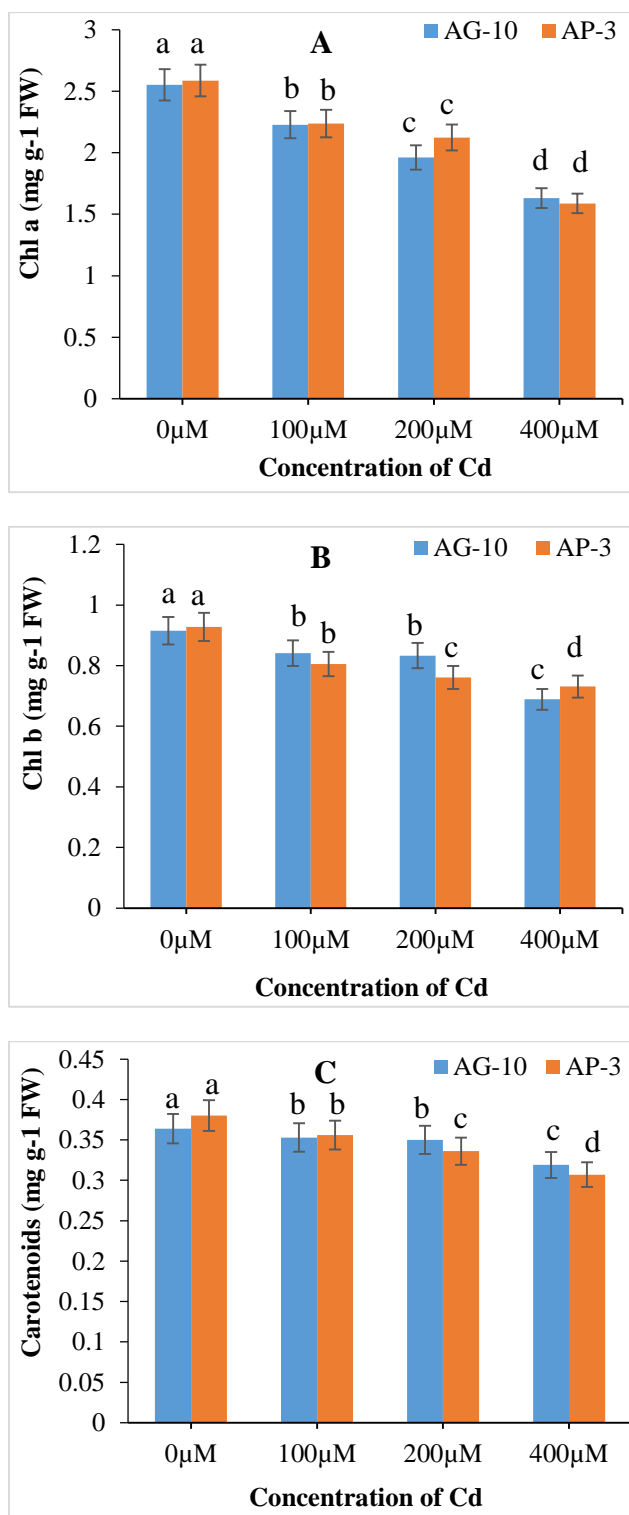 A
AG-10 AP-3
3
2.5
2
1.5
1
0.5
0
Chl a (mg g-1 FW)
a a b b c c d d
0µM 100µM 200µM 400µM
Concentration of Cd
B
AG-10 AP-3
1.2
1
0.8
0.6
0.4
0.2
0
Chl b (mg g-1 FW)
a a b b b c c d
0µM 100µM 200µM 400µM
Concentration of Cd
C
AG-10 AP-3
0.45
0.4
0.35
0.3
0.25
0.2
0.15
0.1
0.05
0
Carotenoids (mg g-1 FW)
a a b b b c c d
0µM 100µM 200µM 400µM
Concentration of Cd